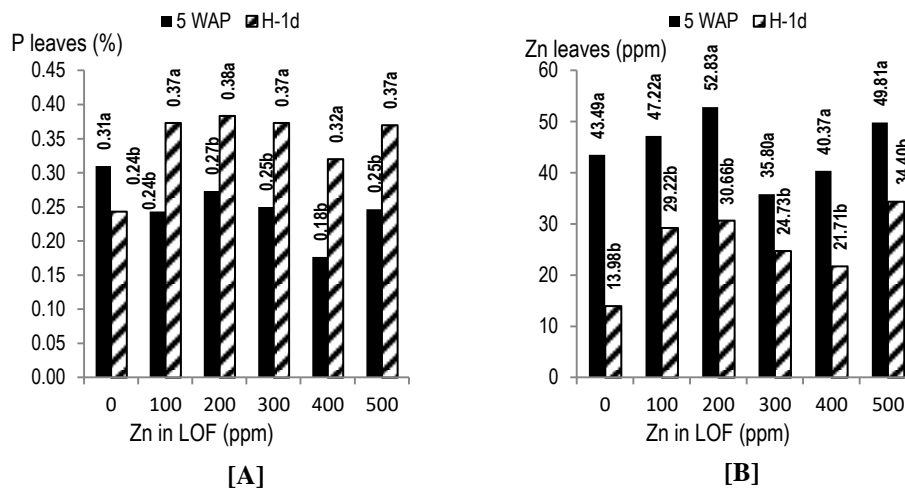 5 WAP H-1d
P leaves (%)
0.45
0.40
0.35
0.30
0.25
0.20
0.15
0.10
0.05
0.00
0.31a
0.24b
0.24b
0.37a
0.27b
0.38a
0.25b
0.37a
0.18b
0.32a
0.25b
0.37a
0 100 200 300 400 500
Zn in LOF (ppm)
[A]
5 WAP H-1d
Zn leaves (ppm)
60
50
40
30
20
10
0
43.49a
13.98b
47.22a
29.22b
52.83a
30.66b
35.80a
24.73b
40.37a
21.71b
49.81a
34.40b
0 100 200 300 400 500
Zn in LOF (ppm)
[B]